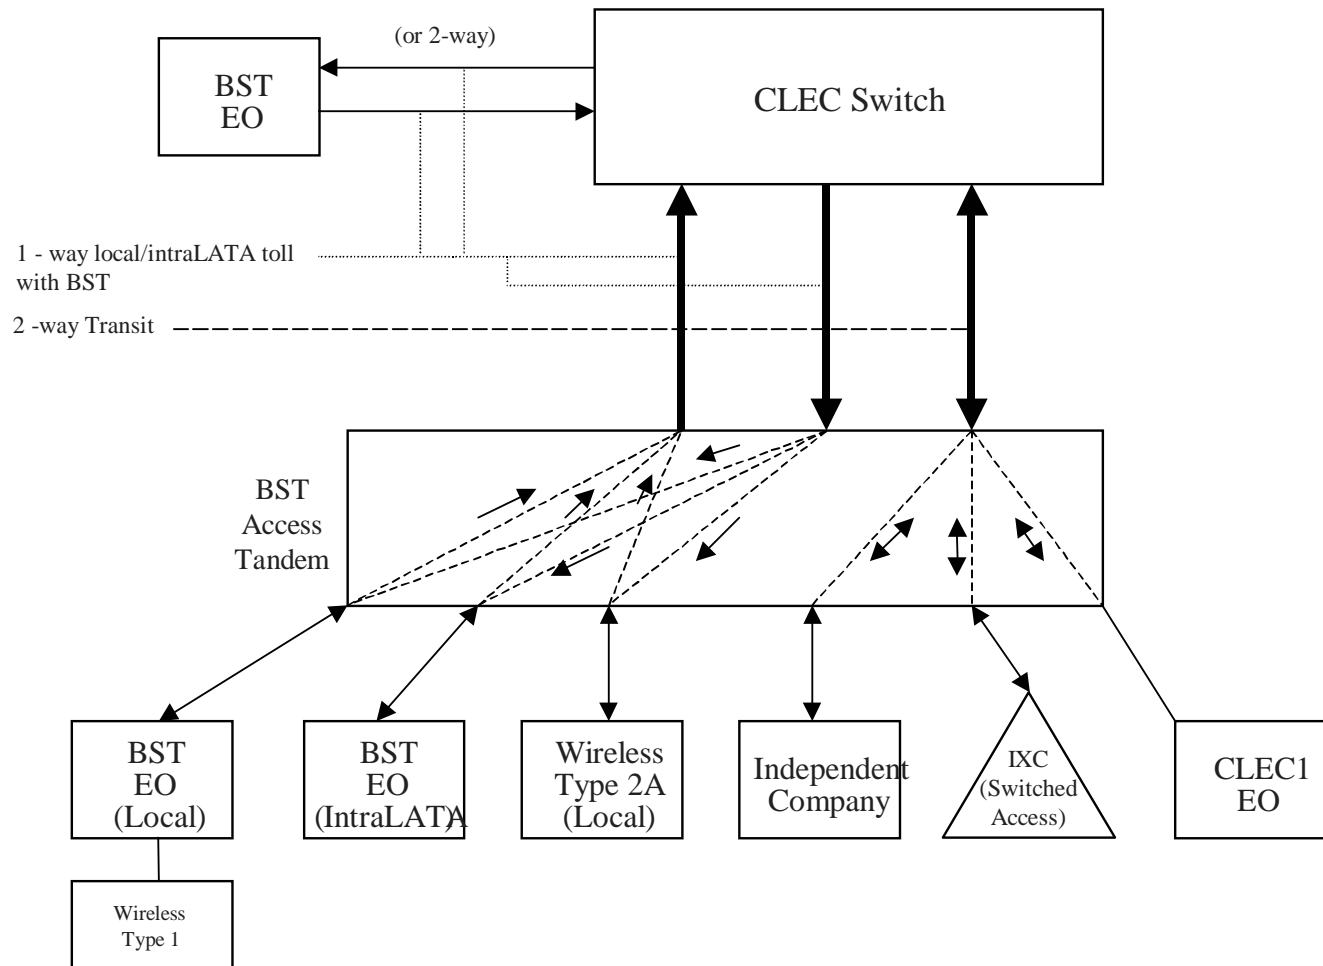 (or 2-way)
BST
EO
CLEC Switch
1 - way local/intraLATA toll
with BST
2 -way Transit
BST
Access
Tandem
BST
EO
(Local)
BST
EO
(IntraLATA)
Wireless
Type 2A
(Local)
Independent
Company
IXC
(Switched
Access)
CLEC1
EO
Wireless
Type 1